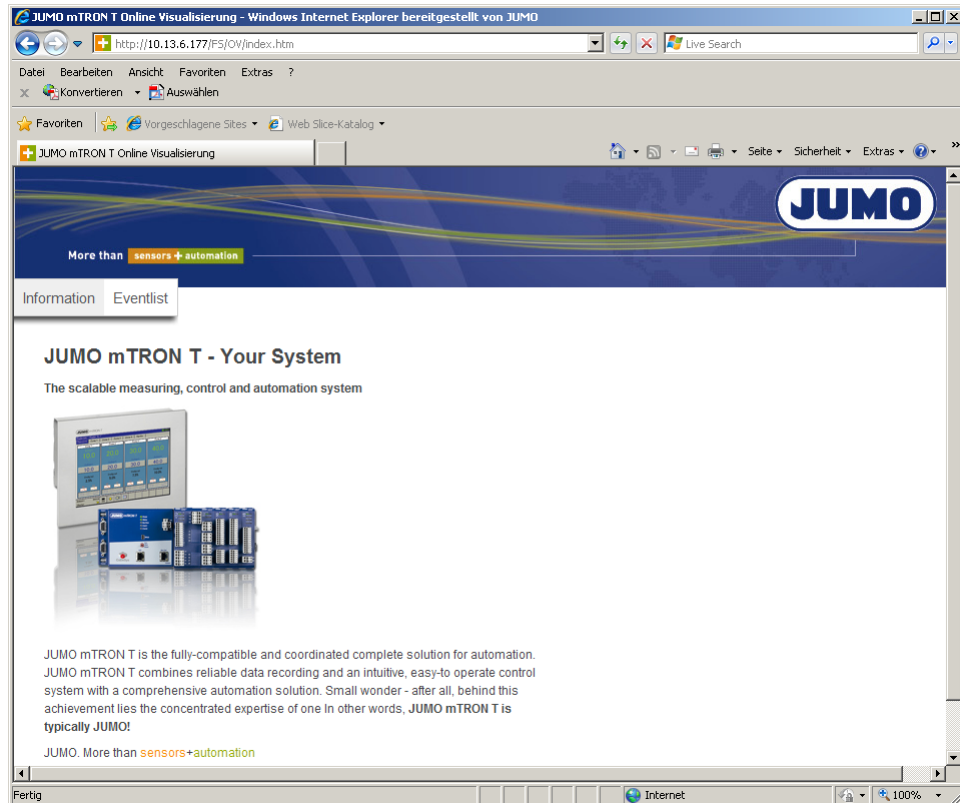 JUMO mTRON T Online Visualisierung - Windows Internet Explorer bereitgestellt von JUMO
http://10.13.6.177/FS/OV/index.htm
Live Search
Datei Bearbeiten Ansicht Favoriten Extras ?
x Konvertieren Auswählen
Favoriten Vorgeschlagene Sites Web Slice-Katalog
JUMO mTRON T Online Visualisierung
Seite Sicherheit Extras »
JUMO
More than sensors + automation
Information Eventlist
JUMO mTRON T - Your System
The scalable measuring, control and automation system
JUMO mTRON T is the fully-compatible and coordinated complete solution for automation.
JUMO mTRON T combines reliable data recording and an intuitive, easy-to operate control
system with a comprehensive automation solution. Small wonder - after all, behind this
achievement lies the concentrated expertise of one In other words, JUMO mTRON T is
typically JUMO!
JUMO. More than sensors+automation
Fertig
Internet
100%